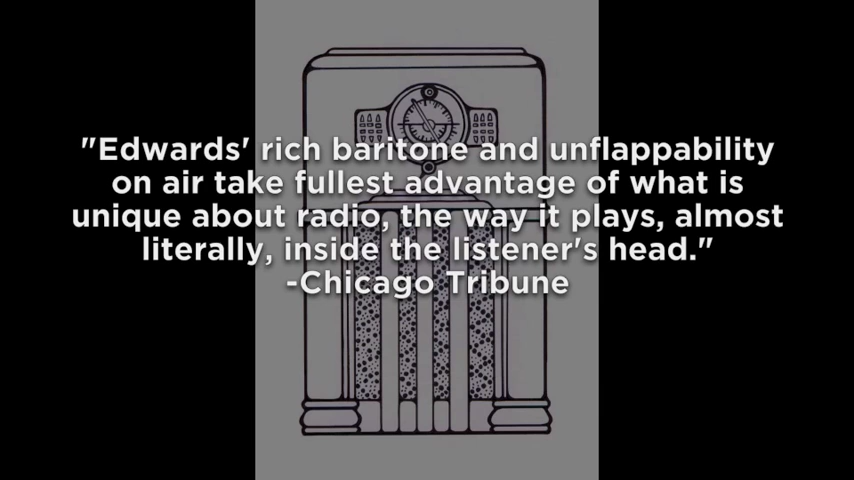 "Edwards' rich baritone and unflappability
on air take fullest advantage of what is
unique about radio, the way it plays, almost
literally, inside the listener's head."
-Chicago Tribune